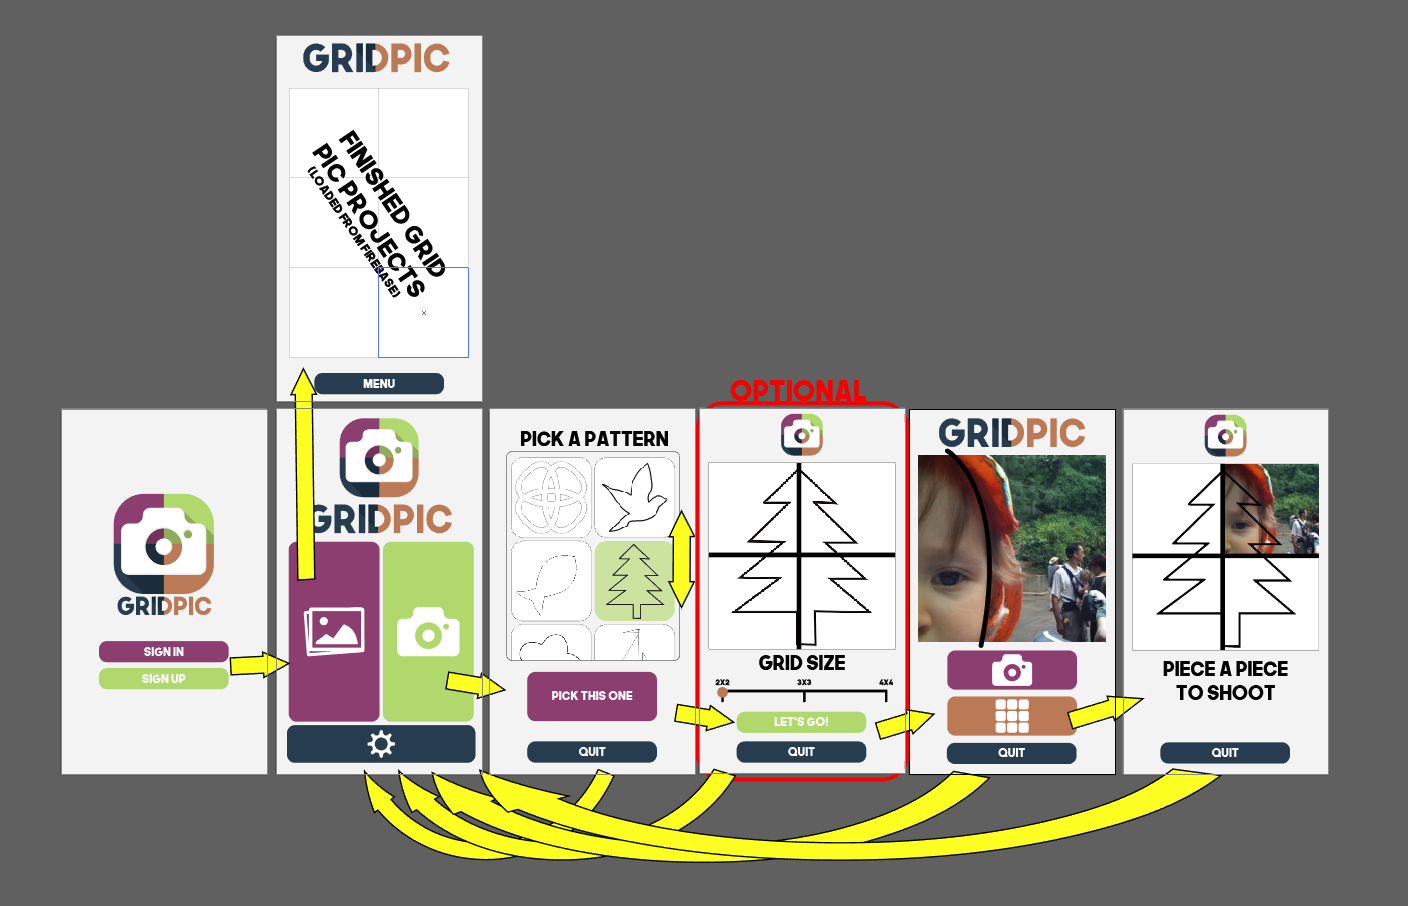 GRIDPIC
FINISHED GRID
PIC PROJECTS
(LOADED FROM FIREBASE)
MENU
GRIDPIC
SIGN IN
SIGN UP
GRIDPIC
PICK A PATTERN
PICK THIS ONE
QUIT
OPTIONAL
GRID SIZE
2X2 3X3 4X4
LET'S GO!
QUIT
GRIDPIC
QUIT
PIECE A PIECE
TO SHOOT
QUIT